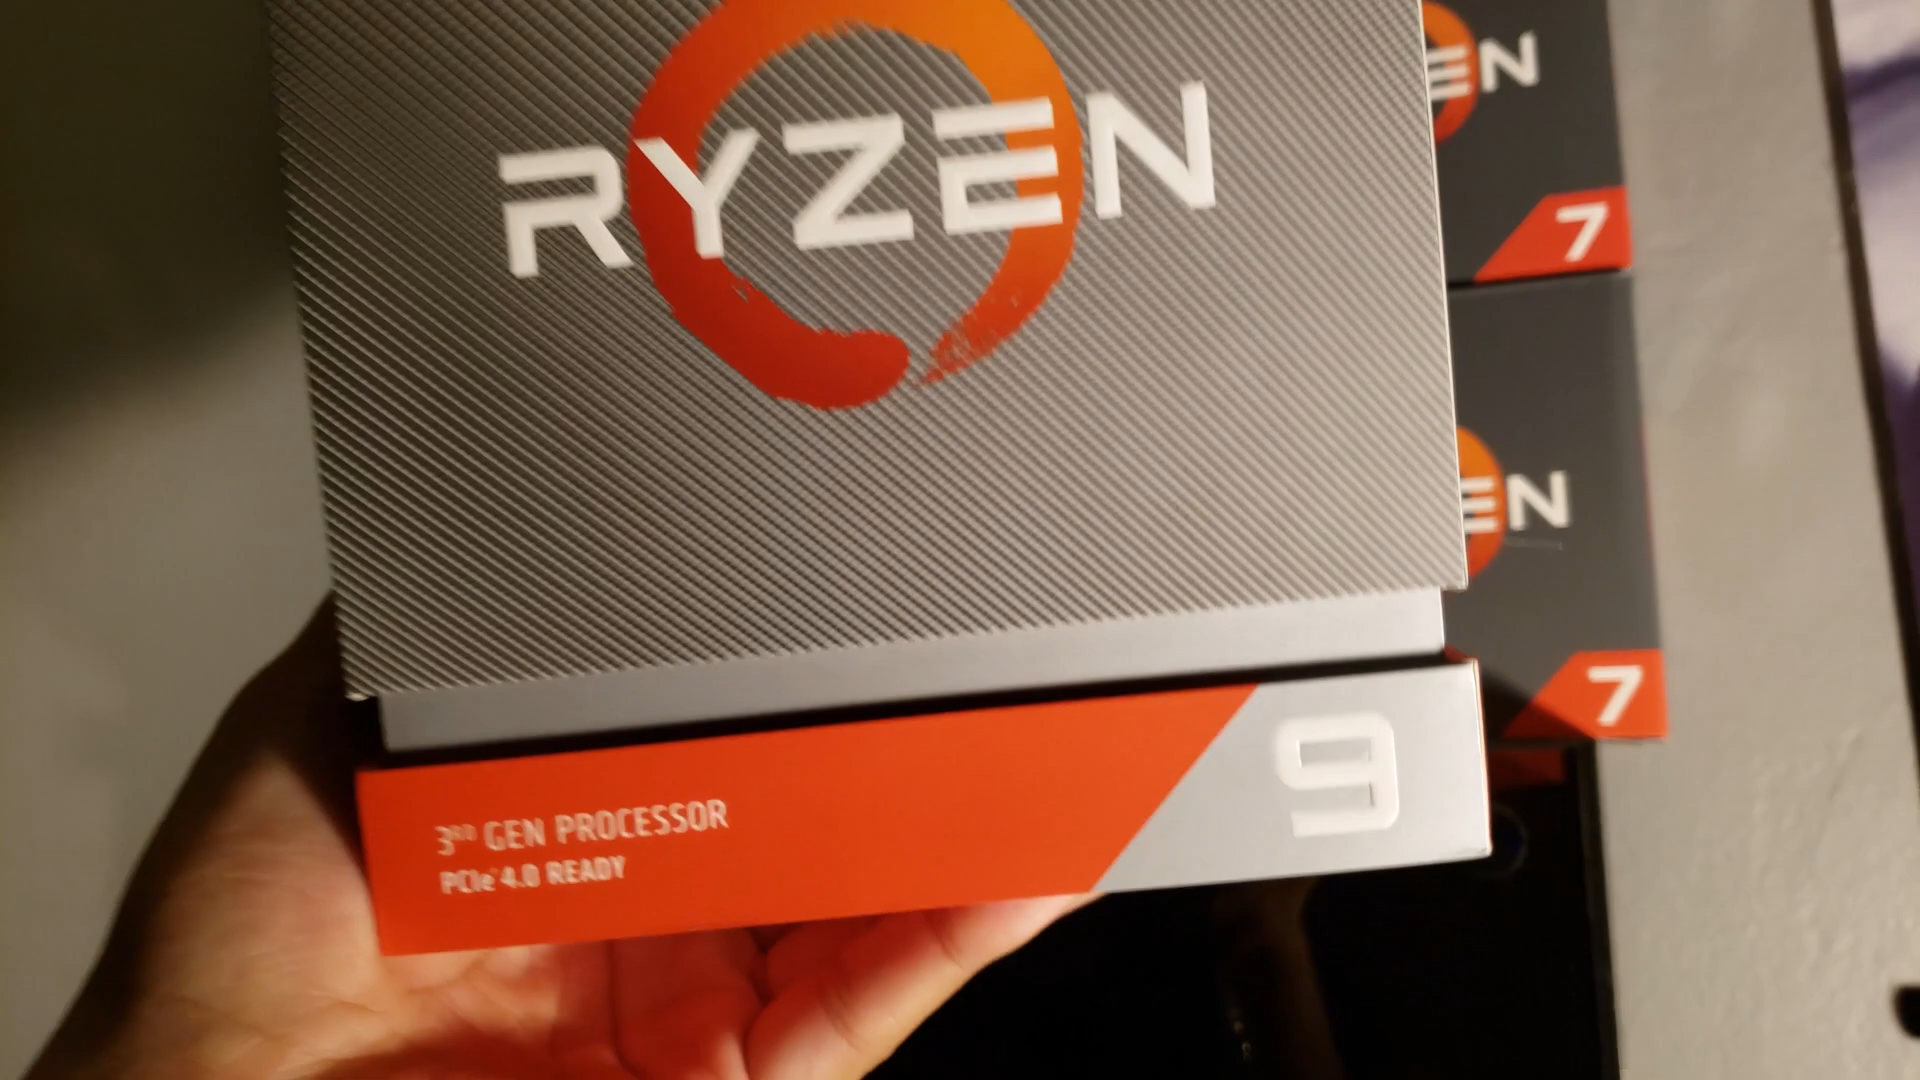 RYZEN
9
3RD GEN PROCESSOR
PCIe 4.0 READY
EN
7
EN
7